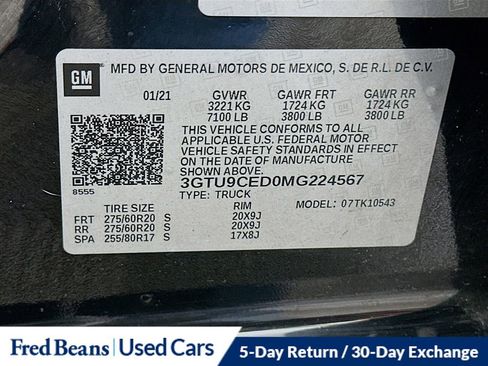 GM
MFD BY GENERAL MOTORS DE MEXICO, S. DE R.L. DE C.V.
01/21 GVWR GAWR FRT GAWR RR
3221 KG 1724 KG 1724 KG
7100 LB 3800 LB 3800 LB
THIS VEHICLE CONFORMS TO ALL
APPLICABLE U.S. FEDERAL MOTOR
VEHICLE SAFETY STANDARDS IN EFFECT
ON THE DATE OF MANUFACTURE
SHOWN ABOVE.
3GTU9CED0MG224567
8555
TYPE: TRUCK
MODEL: 07TK10543
TIRE SIZE RIM
FRT 275/60R20 S 20X9J
RR 275/60R20 S 20X9J
SPA 255/80R17 S 17X8J
Fred Beans | Used Cars 5-Day Return / 30-Day Exchange